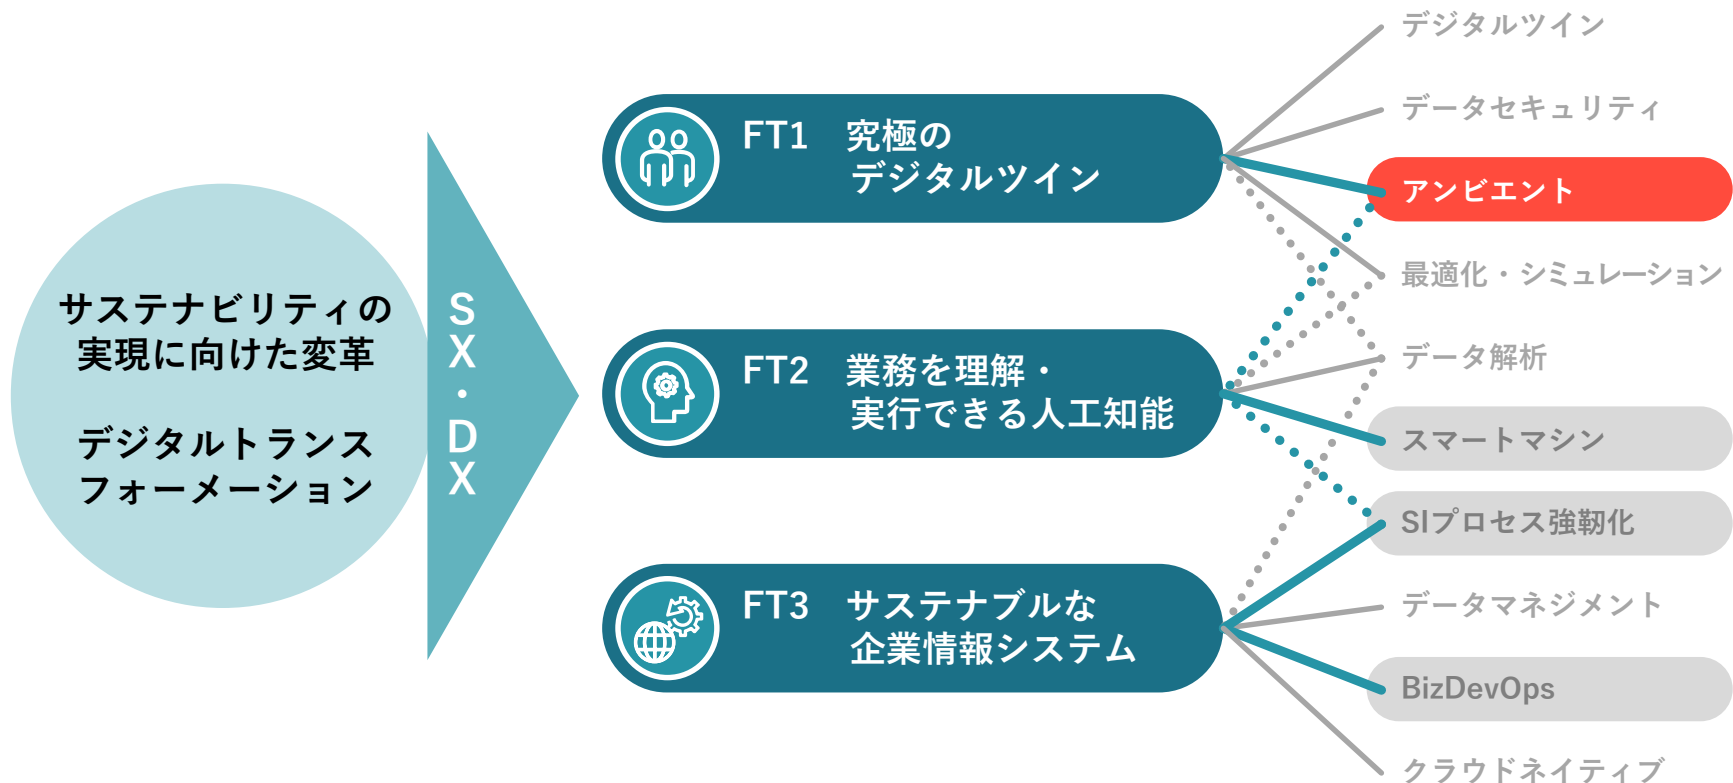 サステナビリティの
実現に向けた変革
デジタルトランス
フォーメーション
SX・DX
FT1 究極の
デジタルツイン
FT2 業務を理解・
実行できる人工知能
FT3 サステナブルな
企業情報システム
デジタルツイン
データセキュリティ
アンビエント
最適化・シミュレーション
データ解析
スマートマシン
SIプロセス強靭化
データマネジメント
BizDevOps
クラウドネイティブ